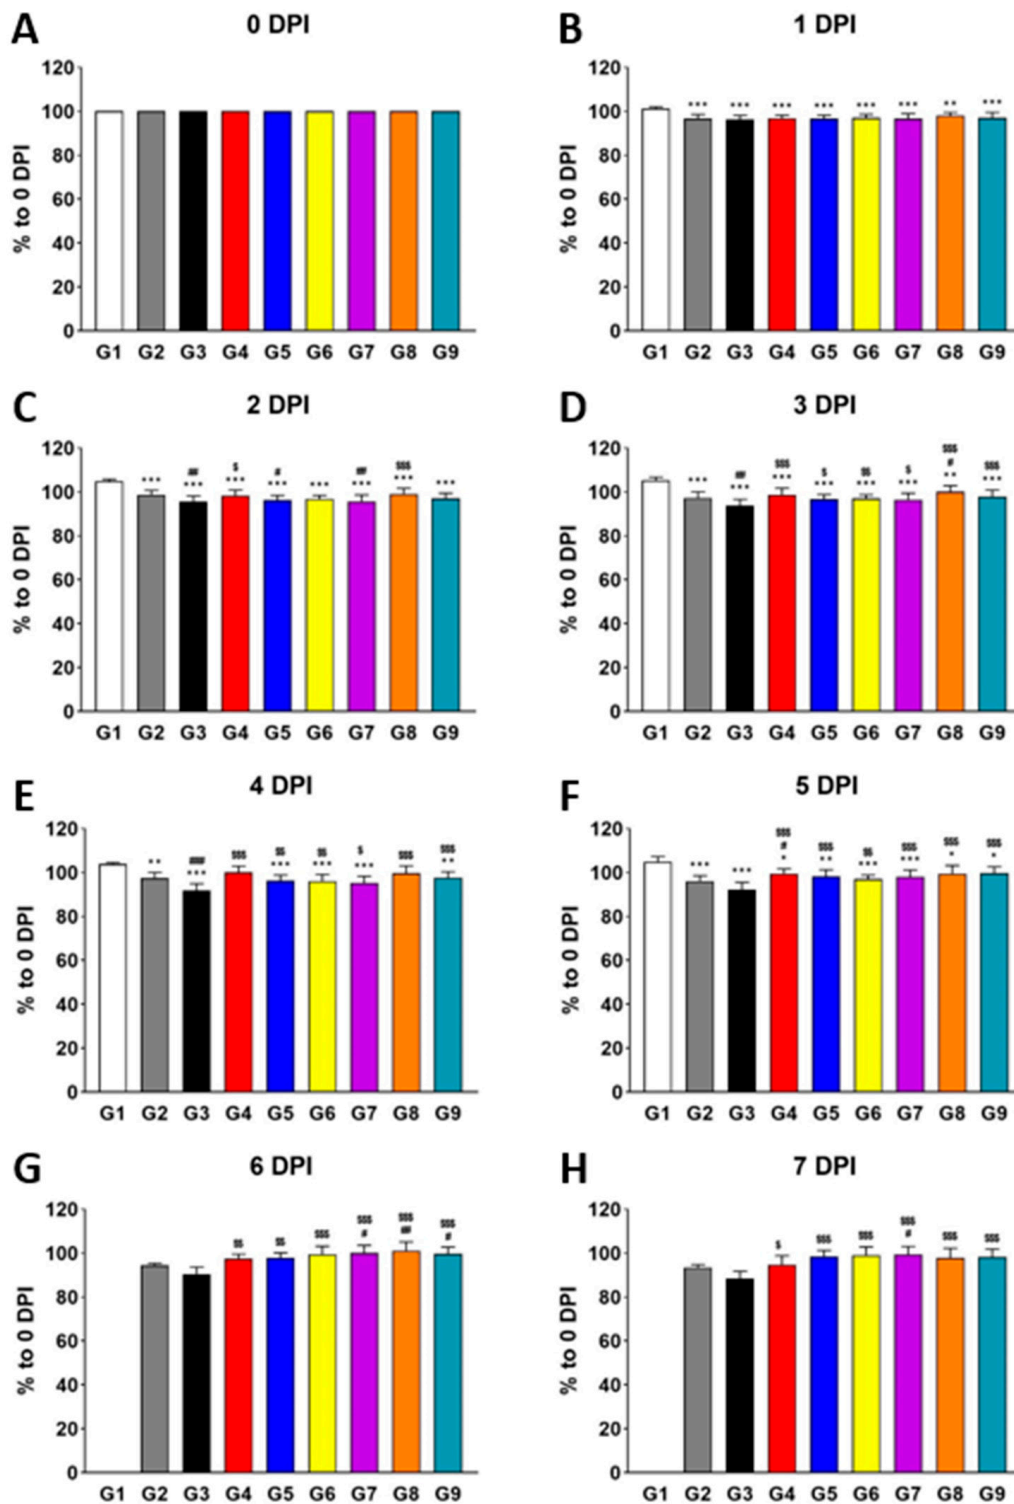 A
0 DPI
120
100
80
60
40
20
0
% to 0 DPI
G1 G2 G3 G4 G5 G6 G7 G8 G9
B
1 DPI
120
100
80
60
40
20
0
% to 0 DPI
*** *** *** *** *** *** ** ***
G1 G2 G3 G4 G5 G6 G7 G8 G9
C
2 DPI
120
100
80
60
40
20
0
% to 0 DPI
## $ # ## $$$
*** *** *** *** *** *** *** ***
G1 G2 G3 G4 G5 G6 G7 G8 G9
D
3 DPI
120
100
80
60
40
20
0
% to 0 DPI
$$$
## $$$ $ $$ $ # $$$
*** *** *** *** *** *** ** ***
G1 G2 G3 G4 G5 G6 G7 G8 G9
E
4 DPI
120
100
80
60
40
20
0
% to 0 DPI
### $$$ $$ $$ $ $$$ $$$
** *** *** *** *** **
G1 G2 G3 G4 G5 G6 G7 G8 G9
F
5 DPI
120
100
80
60
40
20
0
% to 0 DPI
$$$
# $$$ $$ $$$ $$$ $$$
*** *** * ** *** *** * *
G1 G2 G3 G4 G5 G6 G7 G8 G9
G
6 DPI
120
100
80
60
40
20
0
% to 0 DPI
$$$ $$$ $$$
$$ $$ $$$ # ## #
G1 G2 G3 G4 G5 G6 G7 G8 G9
H
7 DPI
120
100
80
60
40
20
0
% to 0 DPI
$$$
$ $$$ $$$ # $$$ $$$
G1 G2 G3 G4 G5 G6 G7 G8 G9